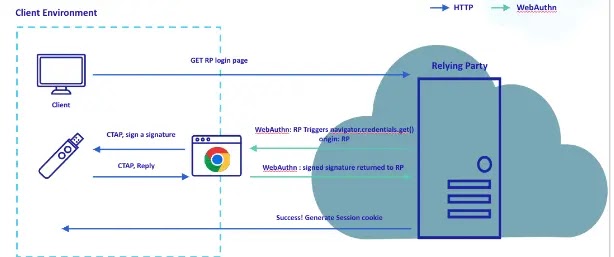 Client Environment
HTTP
WebAuthn
GET RP login page
Relying Party
Client
CTAP, sign a signature
WebAuthn: RP Triggers navigator.credentials.get()
origin: RP
CTAP, Reply
WebAuthn : signed signature returned to RP
Success! Generate Session cookie